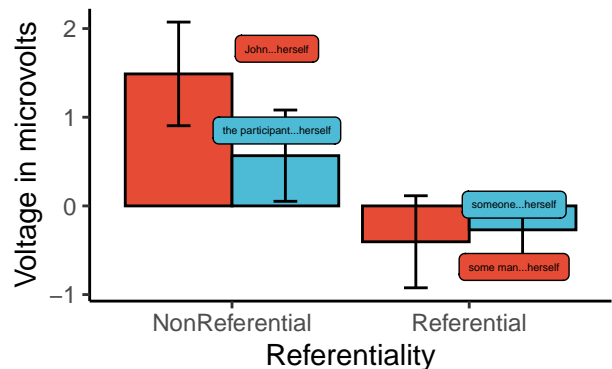 2
John...herself
the participant...herself
1
Voltage in microvolts
0
someone...herself
some man...herself
−1
NonReferential Referential
Referentiality